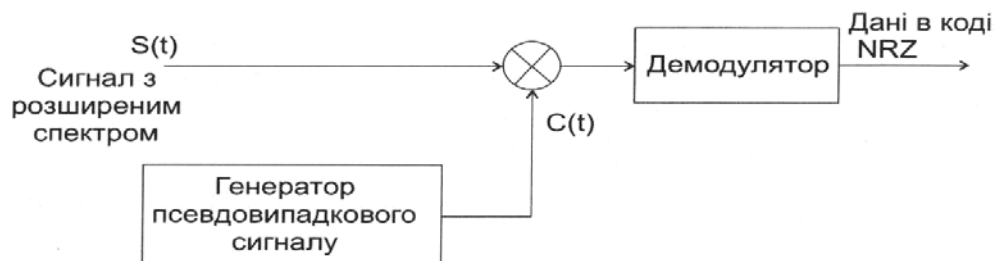 S(t)
Сигнал з
розширеним
спектром
C(t)
Демодулятор
Дані в коді
NRZ
Генератор
псевдовипадкового
сигналу